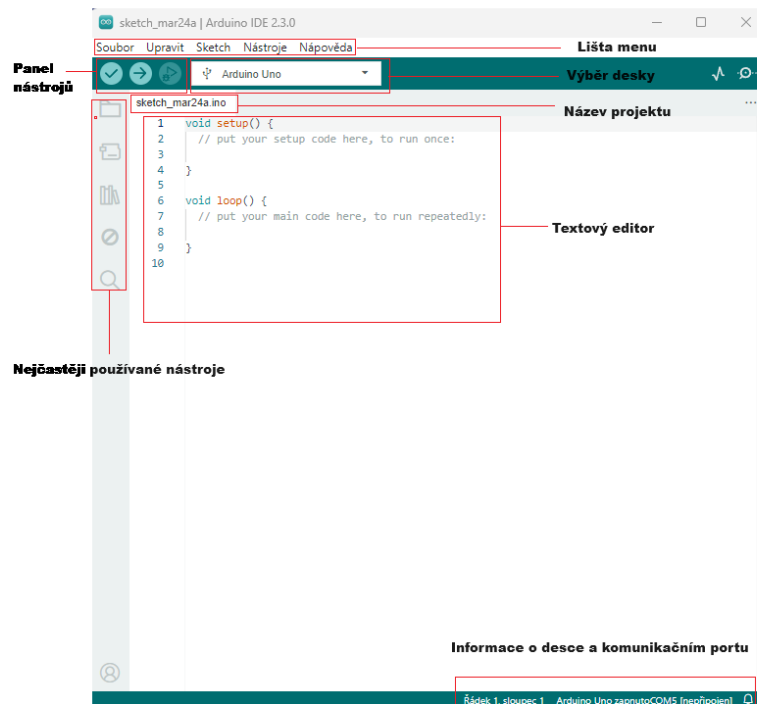 sketch_mar24a | Arduino IDE 2.3.0
Soubor Upravit Sketch Nástroje Nápověda
Lišta menu
Panel
nástrojů
Arduino Uno
Výběr desky
sketch_mar24a.ino
Název projektu
1 void setup() {
2 // put your setup code here, to run once:
3
4 }
5
6 void loop() {
7 // put your main code here, to run repeatedly:
8
9 }
10
Textový editor
Nejčastěji používané nástroje
Informace o desce a komunikačním portu
Řádek 1, sloupec 1 Arduino Uno zapnutoCOM5 [nepřipojen]